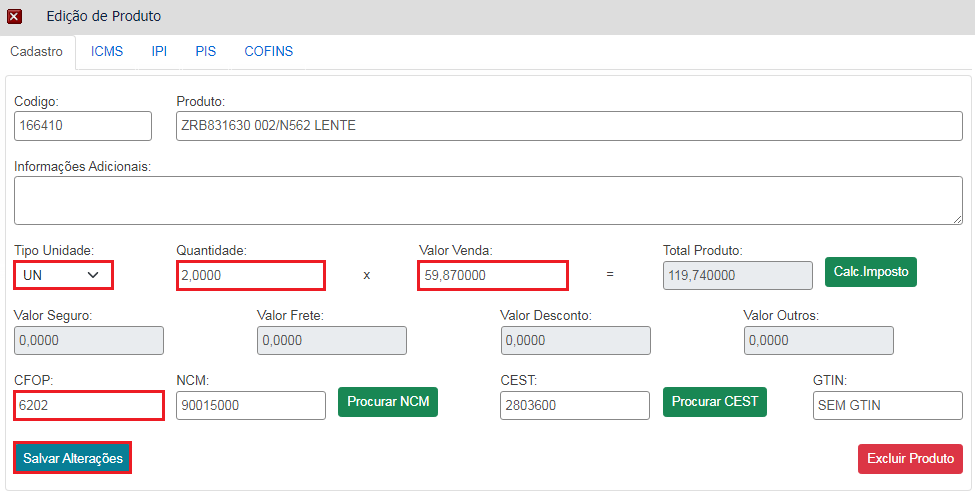 Edição de Produto
Cadastro ICMS IPI PIS COFINS
Codigo: Produto:
166410 ZRB831630 002/N562 LENTE
Informações Adicionais:
Tipo Unidade: Quantidade: Valor Venda: Total Produto:
UN 2,0000 x 59,870000 = 119,740000 Calc.Imposto
Valor Seguro: Valor Frete: Valor Desconto: Valor Outros:
0,0000 0,0000 0,0000 0,0000
CFOP: NCM: CEST: GTIN:
6202 90015000 Procurar NCM 2803600 Procurar CEST SEM GTIN
Salvar Alterações Excluir Produto